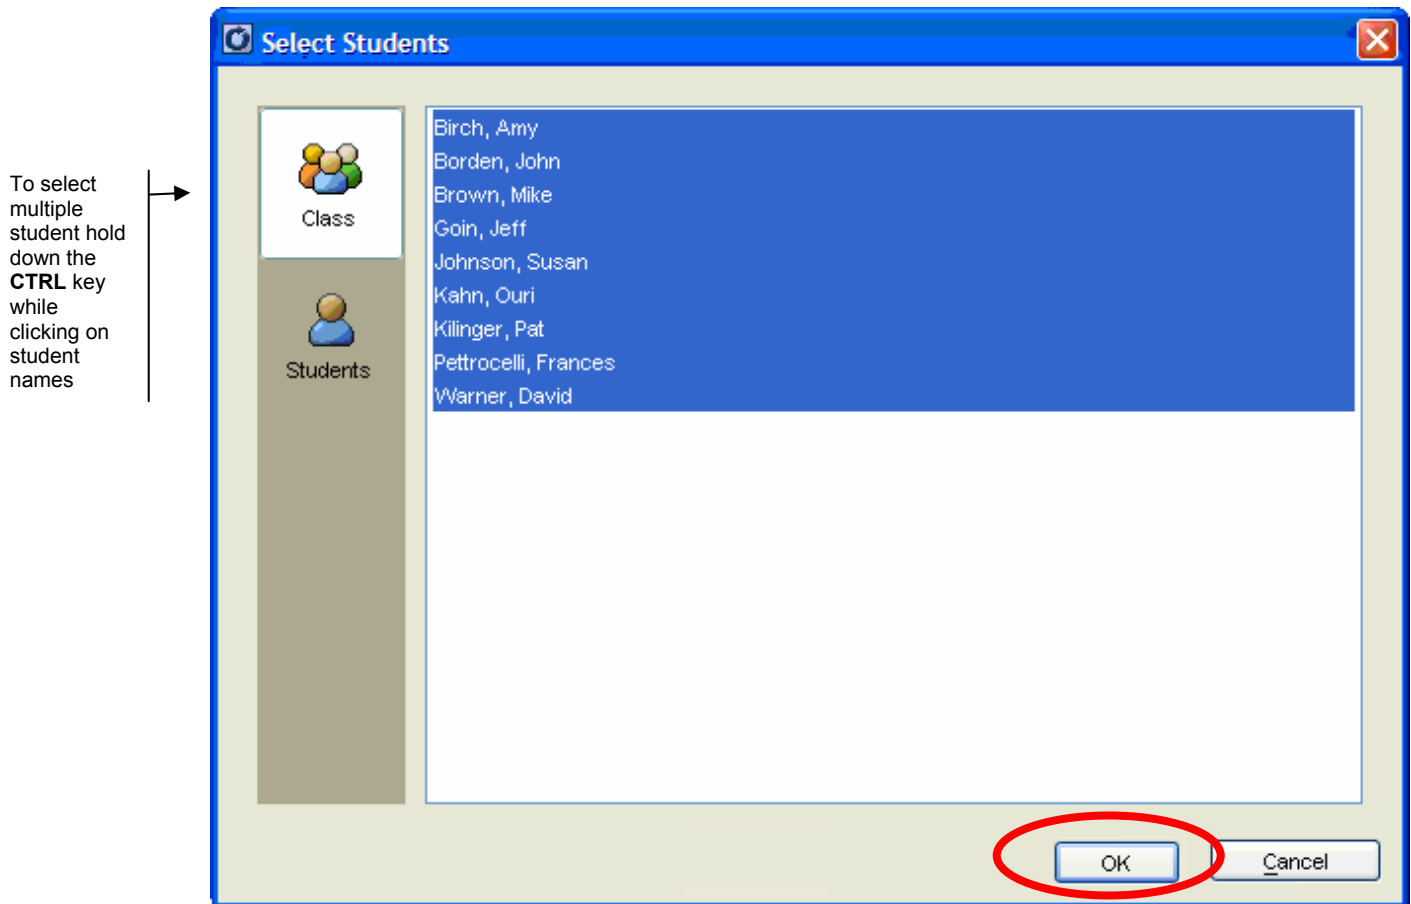 Select Students
To select
multiple
student hold
down the
CTRL key
while
clicking on
student
names
Class
Students
Birch, Amy
Borden, John
Brown, Mike
Goin, Jeff
Johnson, Susan
Kahn, Ouri
Kilinger, Pat
Pettrocelli, Frances
Warner, David
OK
Cancel